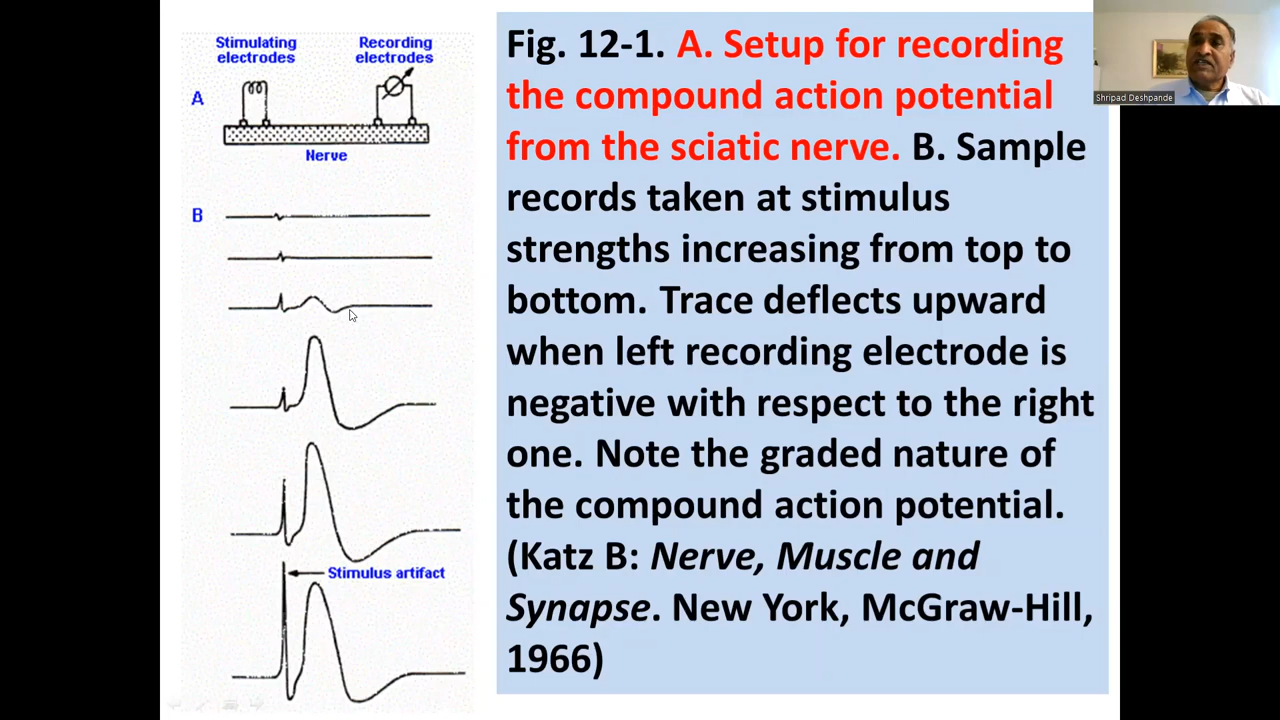 Stimulating
electrodes
Recording
electrodes
A
Nerve
B
Stimulus artifact
Fig. 12-1. A. Setup for recording
the compound action potential
from the sciatic nerve. B. Sample
records taken at stimulus
strengths increasing from top to
bottom. Trace deflects upward
when left recording electrode is
negative with respect to the right
one. Note the graded nature of
the compound action potential.
(Katz B: Nerve, Muscle and
Synapse. New York, McGraw-Hill,
1966)
Shripad Deshpande